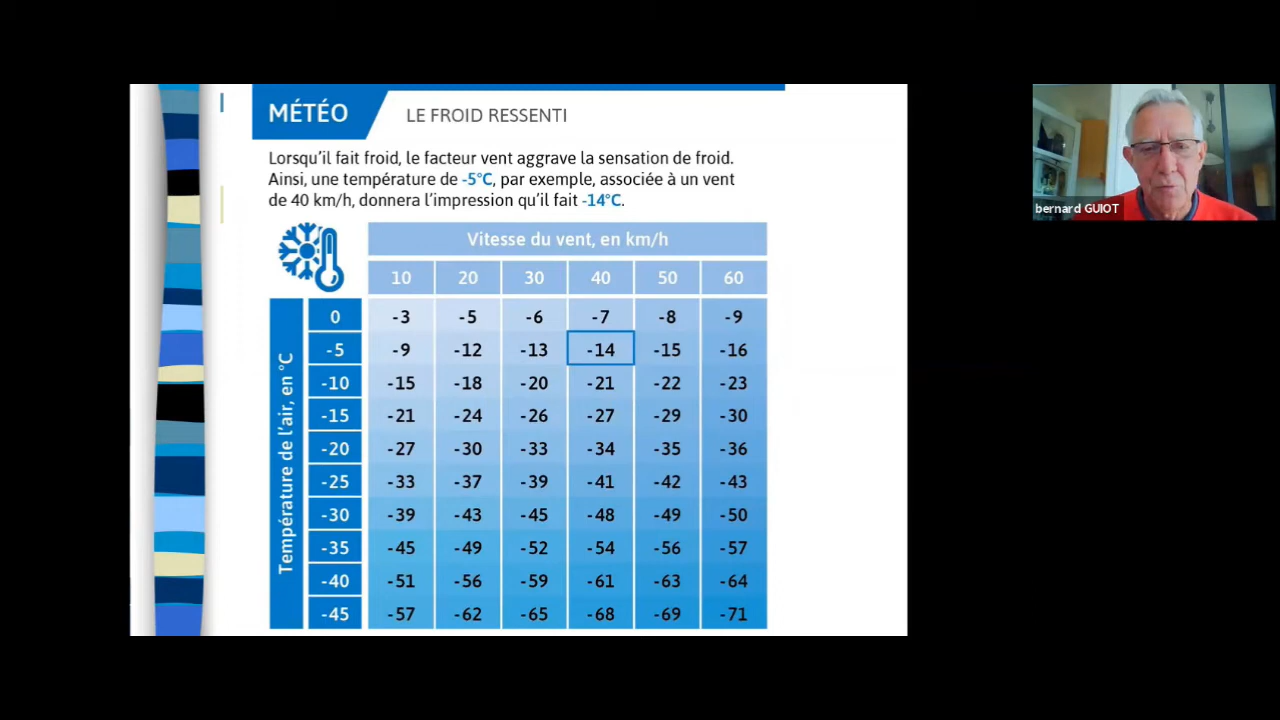 MÉTÉO
LE FROID RESSENTI
Lorsqu'il fait froid, le facteur vent aggrave la sensation de froid.
Ainsi, une température de -5°C, par exemple, associée à un vent
de 40 km/h, donnera l'impression qu'il fait -14°C.
Vitesse du vent, en km/h
10 20 30 40 50 60
Température de l'air, en °C
0 -3 -5 -6 -7 -8 -9
-5 -9 -12 -13 -14 -15 -16
-10 -15 -18 -20 -21 -22 -23
-15 -21 -24 -26 -27 -29 -30
-20 -27 -30 -33 -34 -35 -36
-25 -33 -37 -39 -41 -42 -43
-30 -39 -43 -45 -48 -49 -50
-35 -45 -49 -52 -54 -56 -57
-40 -51 -56 -59 -61 -63 -64
-45 -57 -62 -65 -68 -69 -71
bernard GUIOT